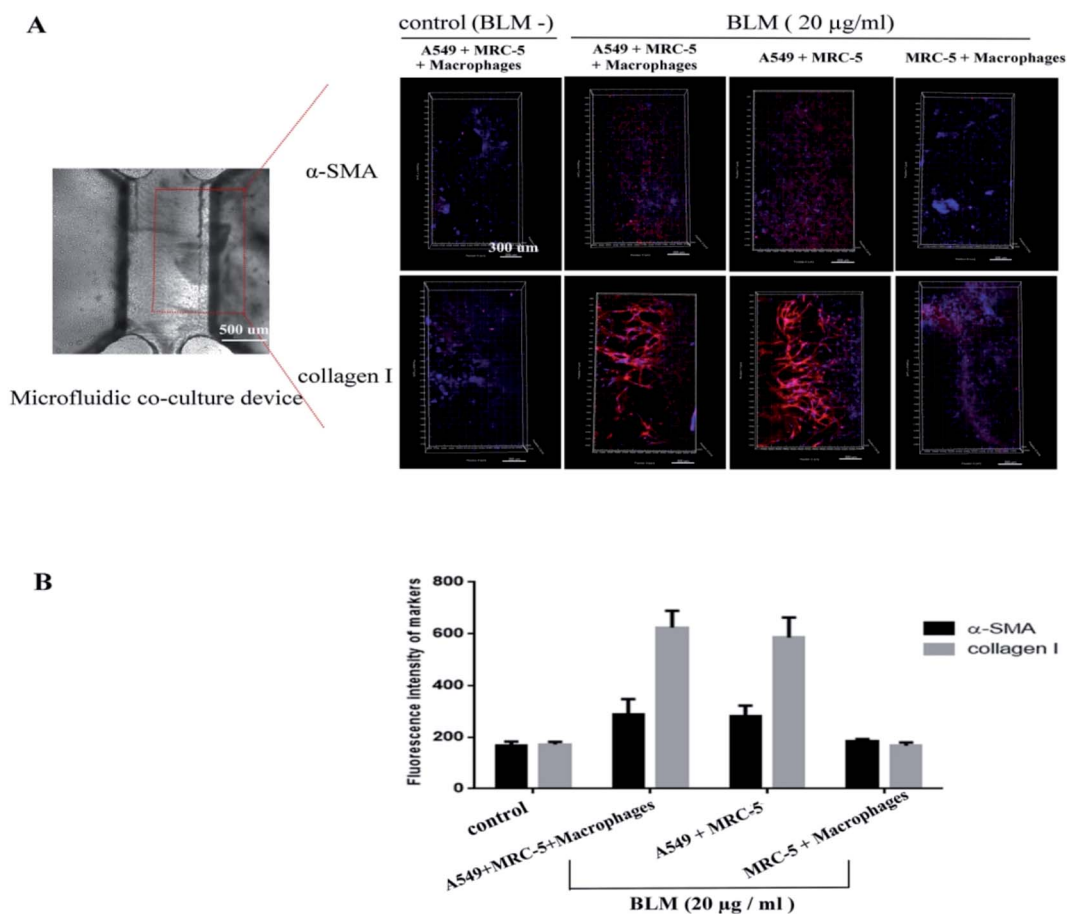 A
control (BLM -)
BLM ( 20 µg/ml)
A549 + MRC-5
+ Macrophages
A549 + MRC-5
+ Macrophages
A549 + MRC-5
MRC-5 + Macrophages
α-SMA
300 um
500 um
collagen I
Microfluidic co-culture device
B
Fluorescence intensity of markers
800
600
400
200
0
α-SMA
collagen I
control
A549+MRC-5+Macrophages
A549 + MRC-5
MRC-5 + Macrophages
BLM (20 µg / ml )